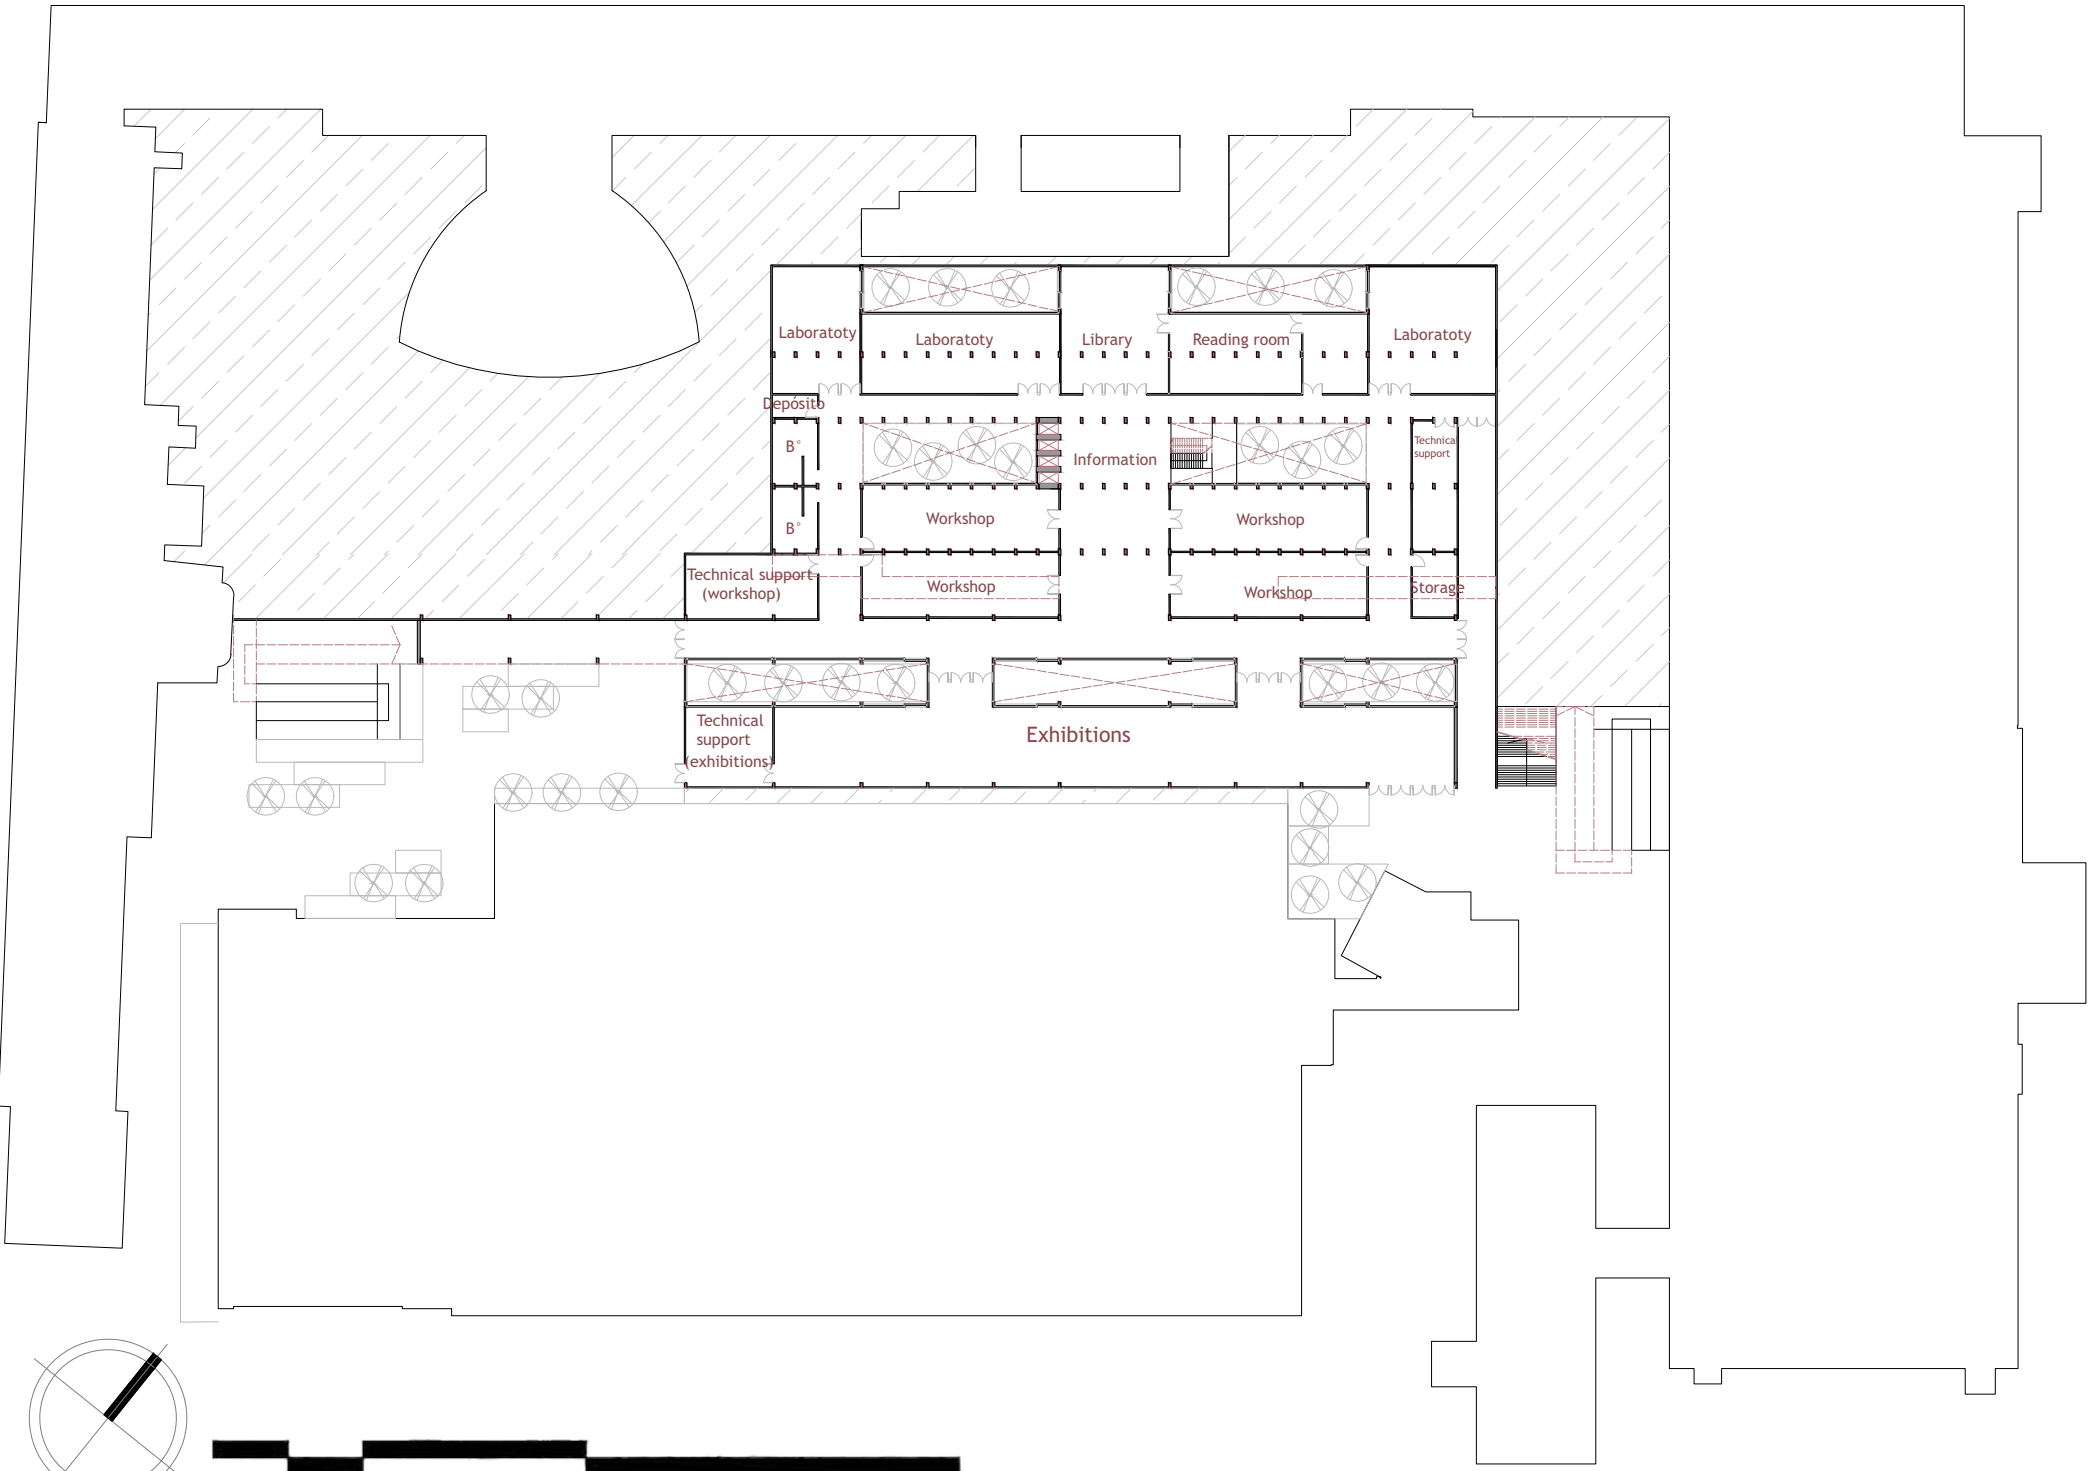 Laboratoty
Laboratoty
Library
Reading room
Laboratoty
Depósito
B°
Information
Technical
support
B°
Workshop
Workshop
Technical support
(workshop)
Workshop
Workshop
Storage
Technical
support
(exhibitions)
Exhibitions